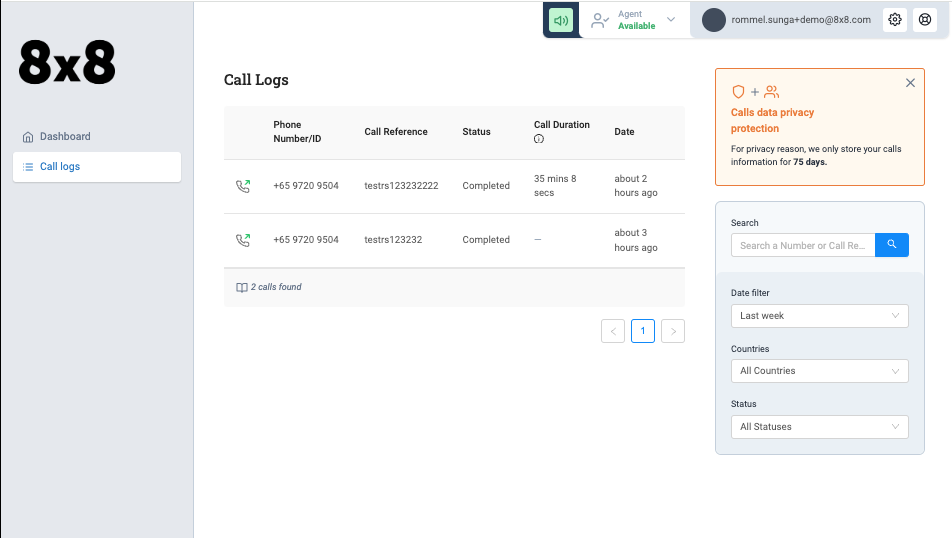 8x8
Agent
Available
rommel.sunga+demo@8x8.com
Dashboard
Call logs
Call Logs
Phone
Number/ID
Call Reference
Status
Call Duration
Date
+65 9720 9504
testrs123232222
Completed
35 mins 8
secs
about 2
hours ago
+65 9720 9504
testrs123232
Completed
—
about 3
hours ago
2 calls found
1
Calls data privacy
protection
For privacy reason, we only store your calls
information for 75 days.
Search
Search a Number or Call Re...
Date filter
Last week
Countries
All Countries
Status
All Statuses